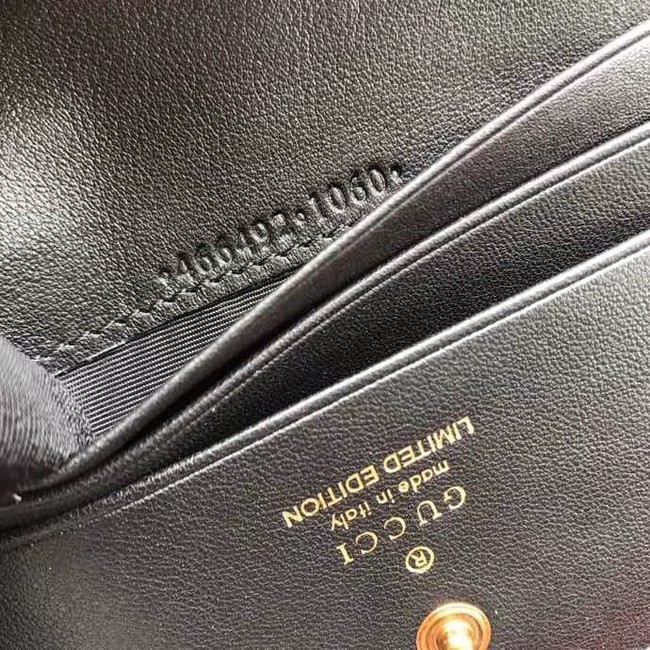 ·466492·1060·
®
GUCCI
made in italy
LIMITED EDITION